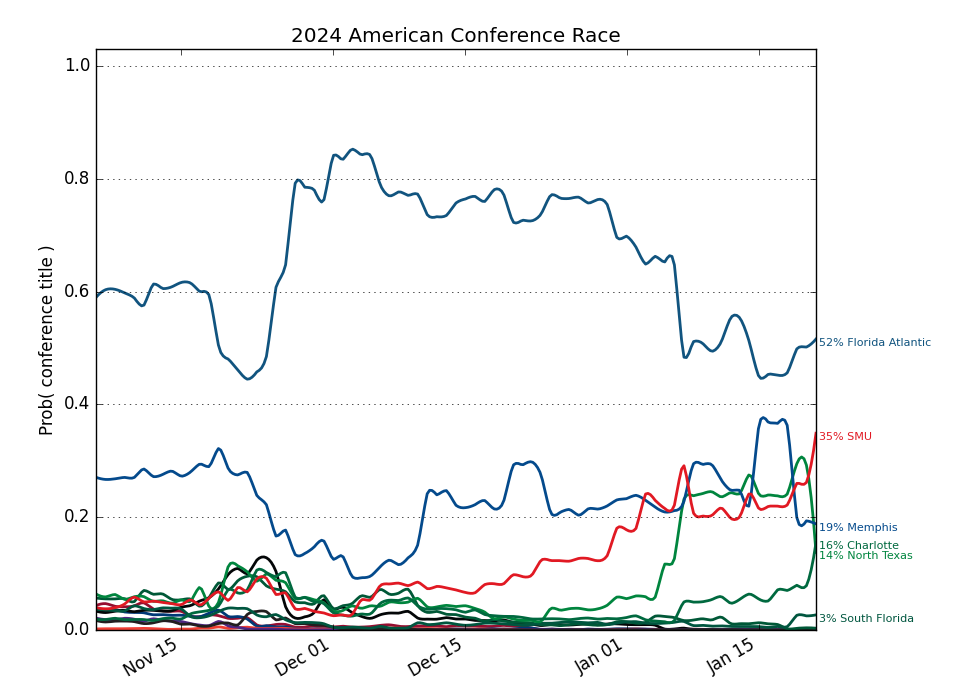 2024 American Conference Race
1.0
0.8
0.6
0.4
0.2
0.0
Prob( conference title )
52% Florida Atlantic
35% SMU
19% Memphis
16% Charlotte
14% North Texas
3% South Florida
Nov 15
Dec 01
Dec 15
Jan 01
Jan 15